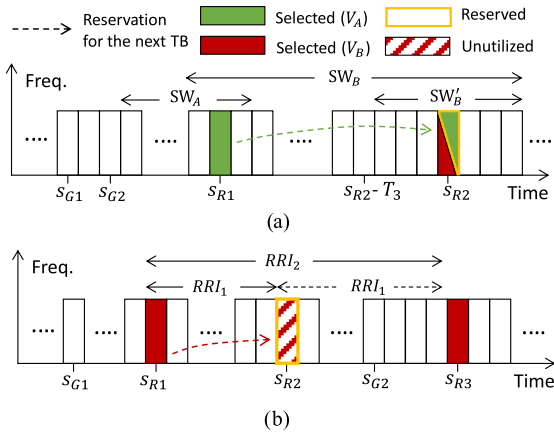 Reservation for the next TB
Selected (V_A)
Reserved
Selected (V_B)
Unutilized
Freq.
SW_B
SW_A
SW′_B
....
....
....
....
s_G1
s_G2
s_R1
s_R2 - T_3
s_R2
Time
(a)
Freq.
RRI_2
RRI_1
RRI_1
....
....
....
....
....
....
s_G1
s_R1
s_R2
s_G2
s_R3
Time
(b)